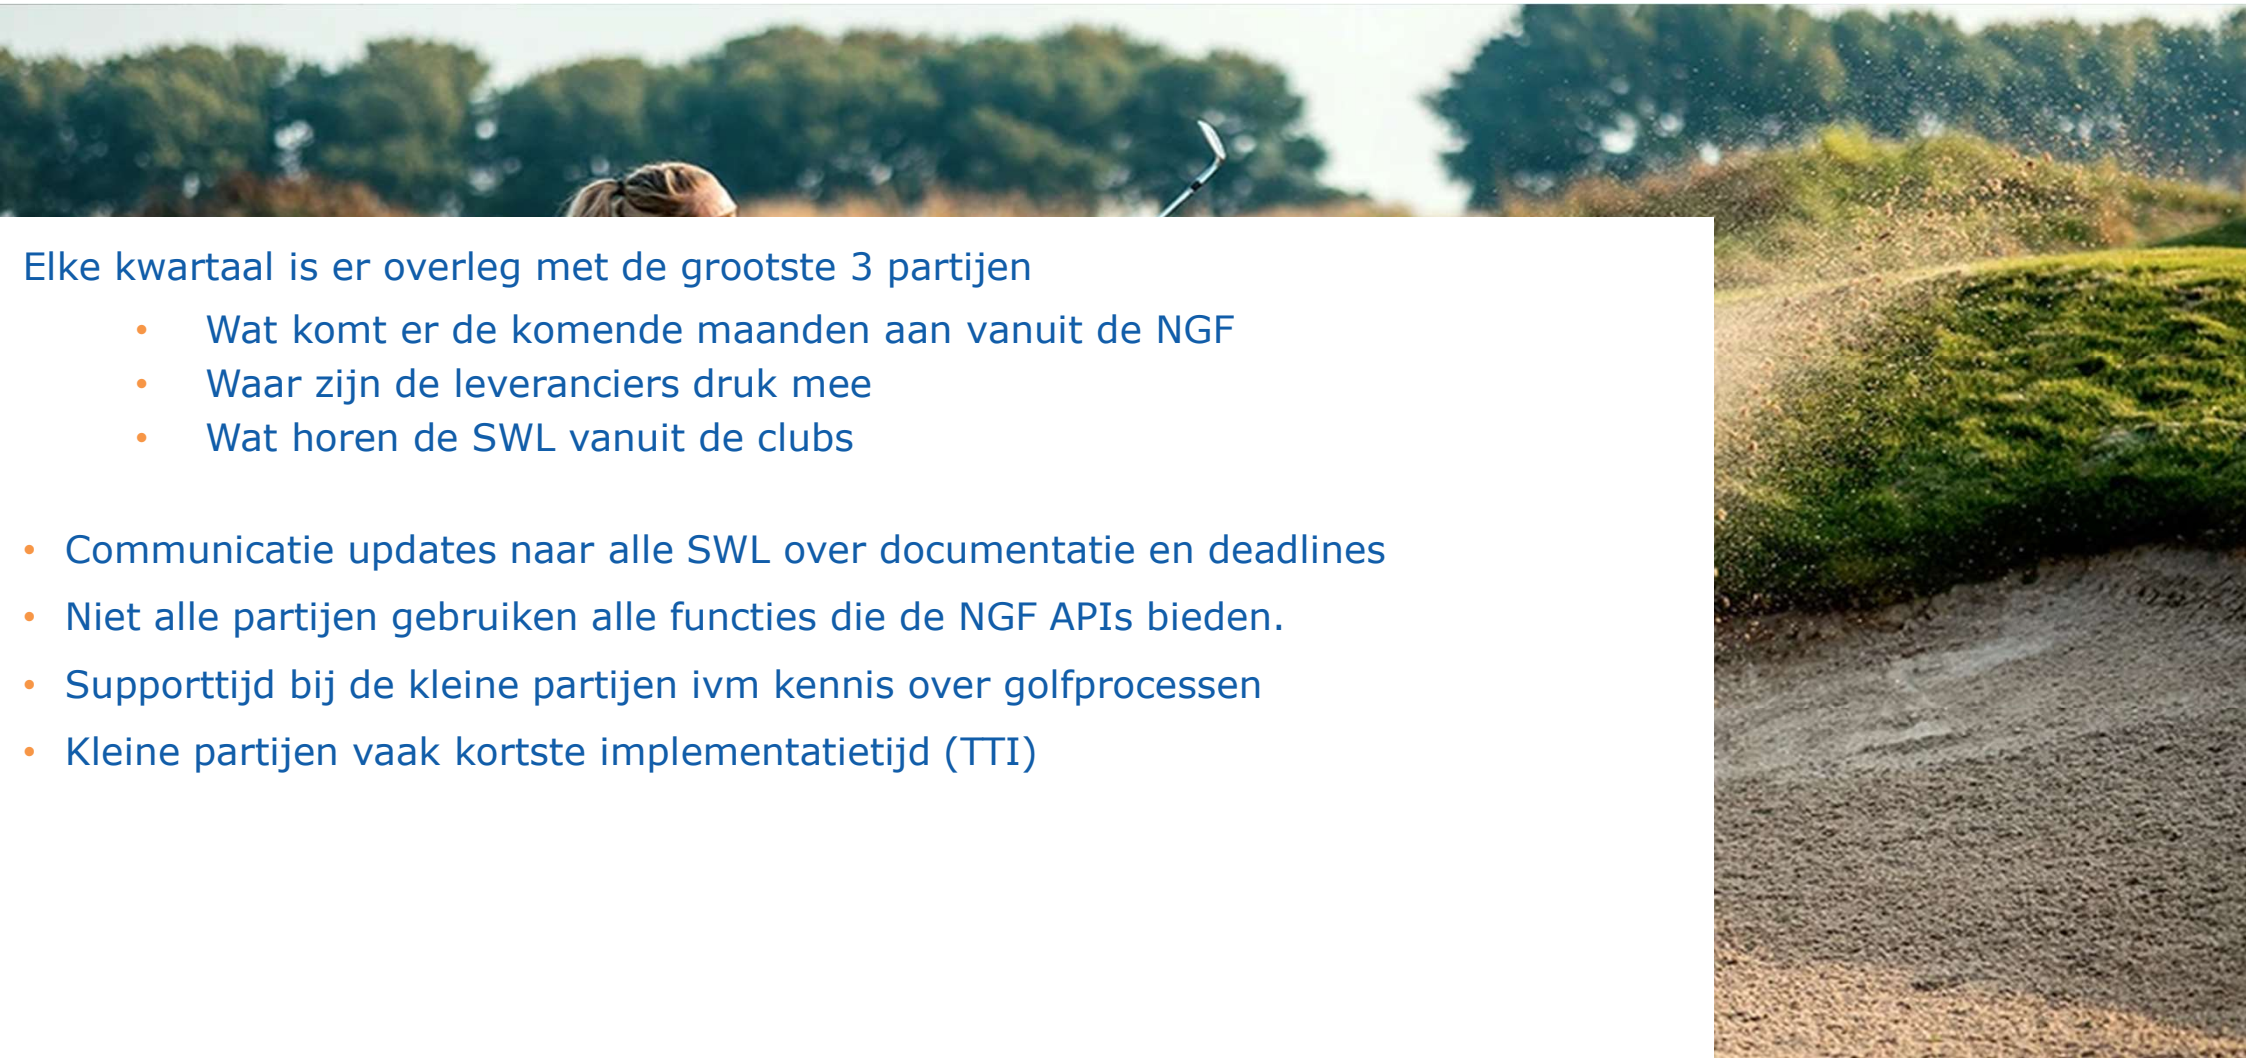 Elke kwartaal is er overleg met de grootste 3 partijen
• Wat komt er de komende maanden aan vanuit de NGF
• Waar zijn de leveranciers druk mee
• Wat horen de SWL vanuit de clubs
• Communicatie updates naar alle SWL over documentatie en deadlines
• Niet alle partijen gebruiken alle functies die de NGF APIs bieden.
• Supporttijd bij de kleine partijen ivm kennis over golfprocessen
• Kleine partijen vaak kortste implementatietijd (TTI)